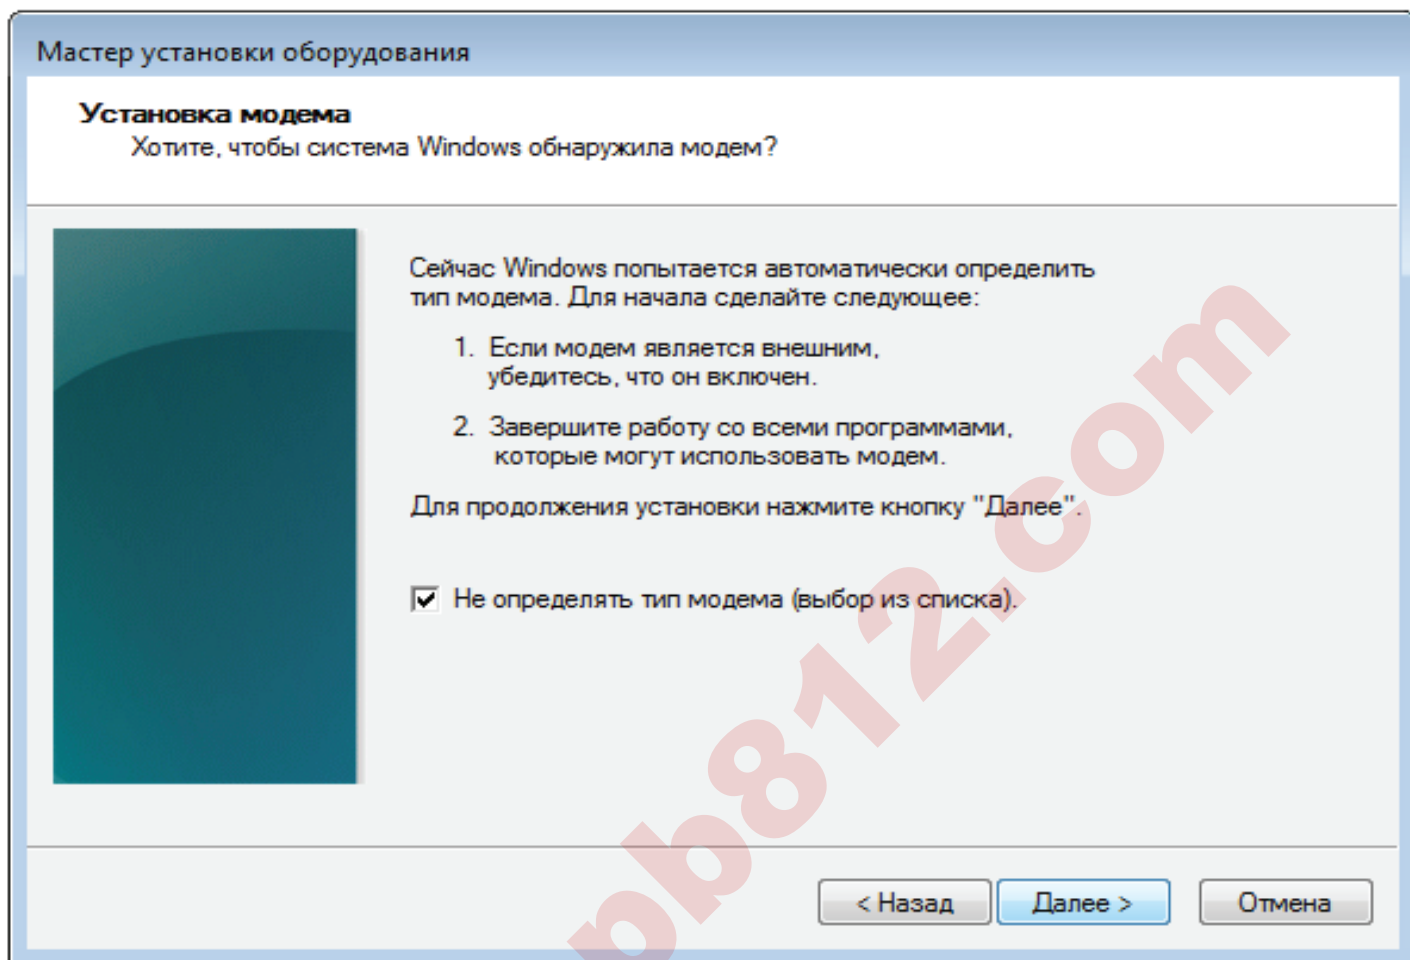 Мастер установки оборудования
Установка модема
Хотите, чтобы система Windows обнаружила модем?
Сейчас Windows попытается автоматически определить
тип модема. Для начала сделайте следующее:
1. Если модем является внешним,
убедитесь, что он включен.
2. Завершите работу со всеми программами,
которые могут использовать модем.
Для продолжения установки нажмите кнопку "Далее".
Не определять тип модема (выбор из списка).
< Назад
Далее >
Отмена
pb812.com